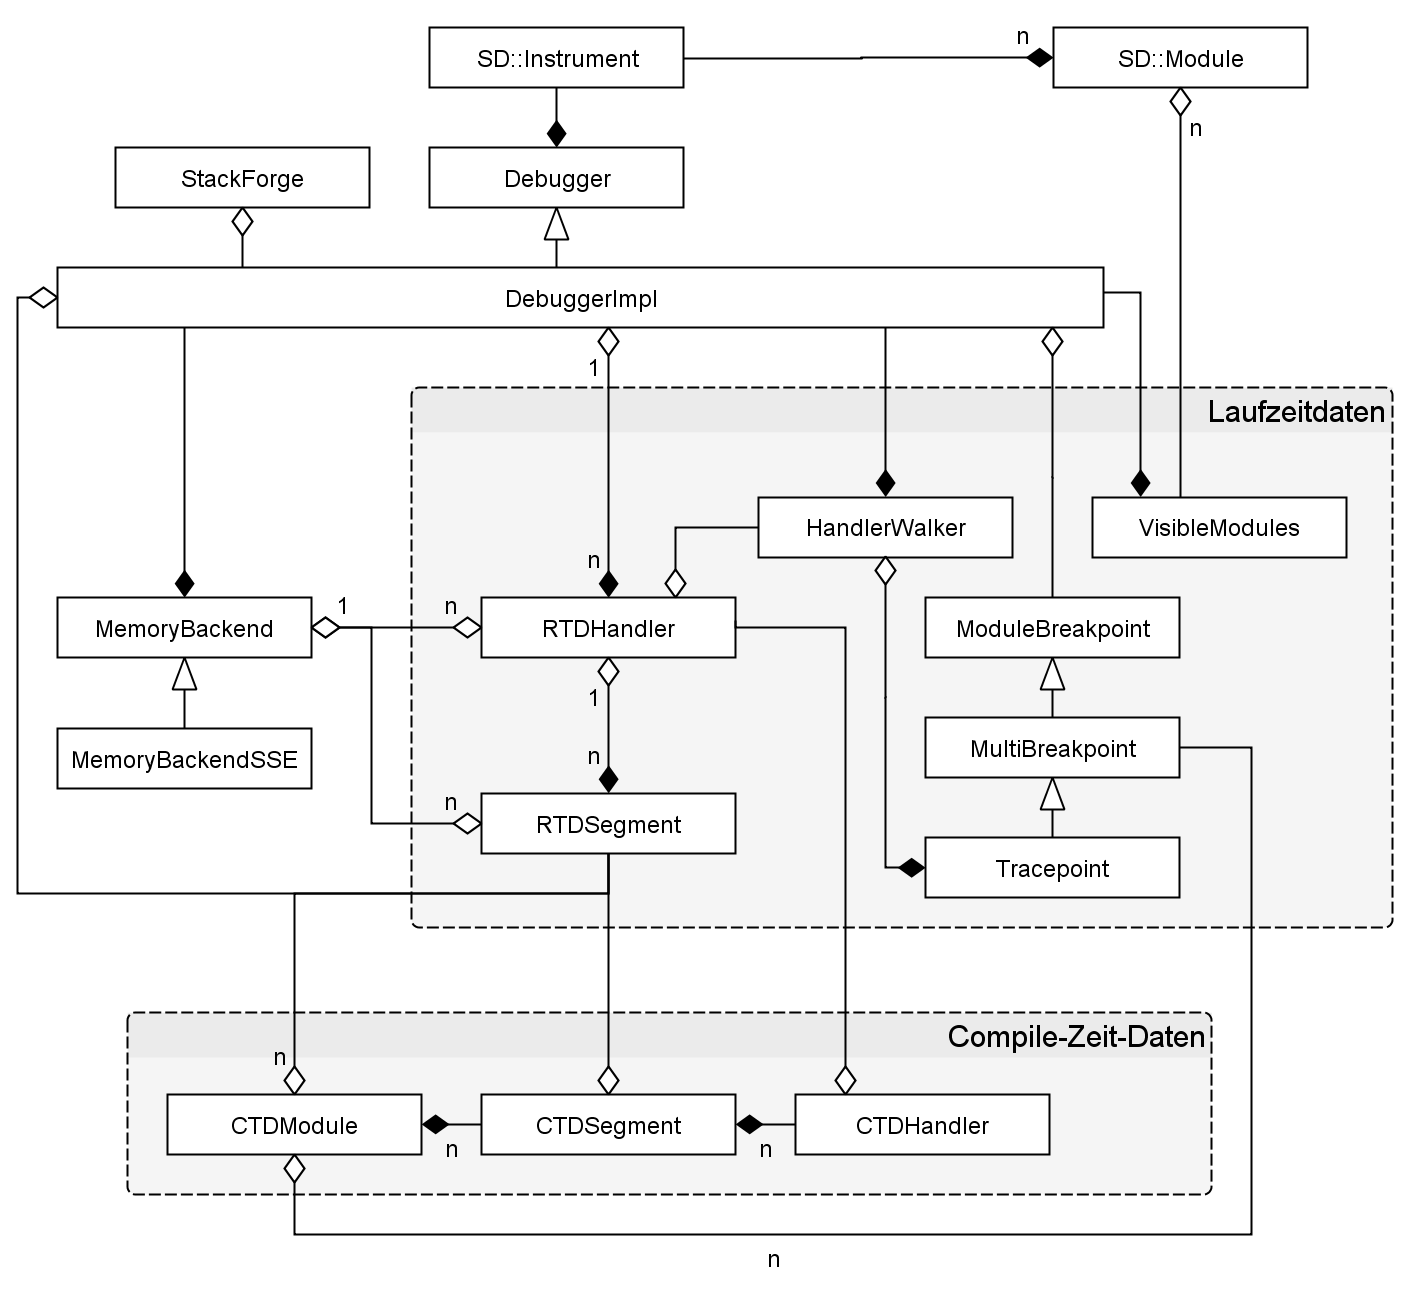 n
SD::Instrument
SD::Module
n
StackForge
Debugger
DebuggerImpl
1
Laufzeitdaten
HandlerWalker
VisibleModules
n
1
n
MemoryBackend
RTDHandler
ModuleBreakpoint
1
MultiBreakpoint
n
MemoryBackendSSE
n
RTDSegment
Tracepoint
Compile-Zeit-Daten
n
CTDModule
CTDSegment
CTDHandler
n
n
n